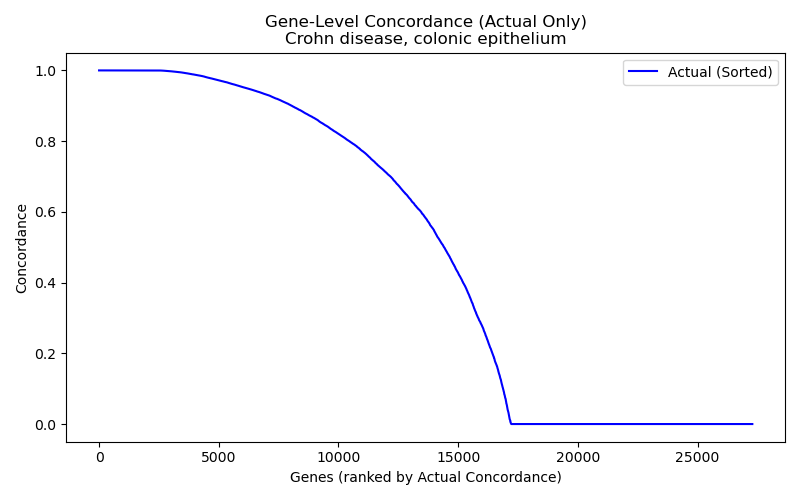 Gene-Level Concordance (Actual Only)
Crohn disease, colonic epithelium
Actual (Sorted)
Concordance
1.0
0.8
0.6
0.4
0.2
0.0
0 5000 10000 15000 20000 25000
Genes (ranked by Actual Concordance)